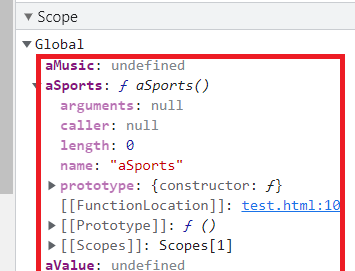 Scope
Global
aMusic: undefined
aSports: ƒ aSports()
arguments: null
caller: null
length: 0
name: "aSports"
prototype: {constructor: ƒ}
[[FunctionLocation]]: test.html:10
[[Prototype]]: ƒ ()
[[Scopes]]: Scopes[1]
aValue: undefined